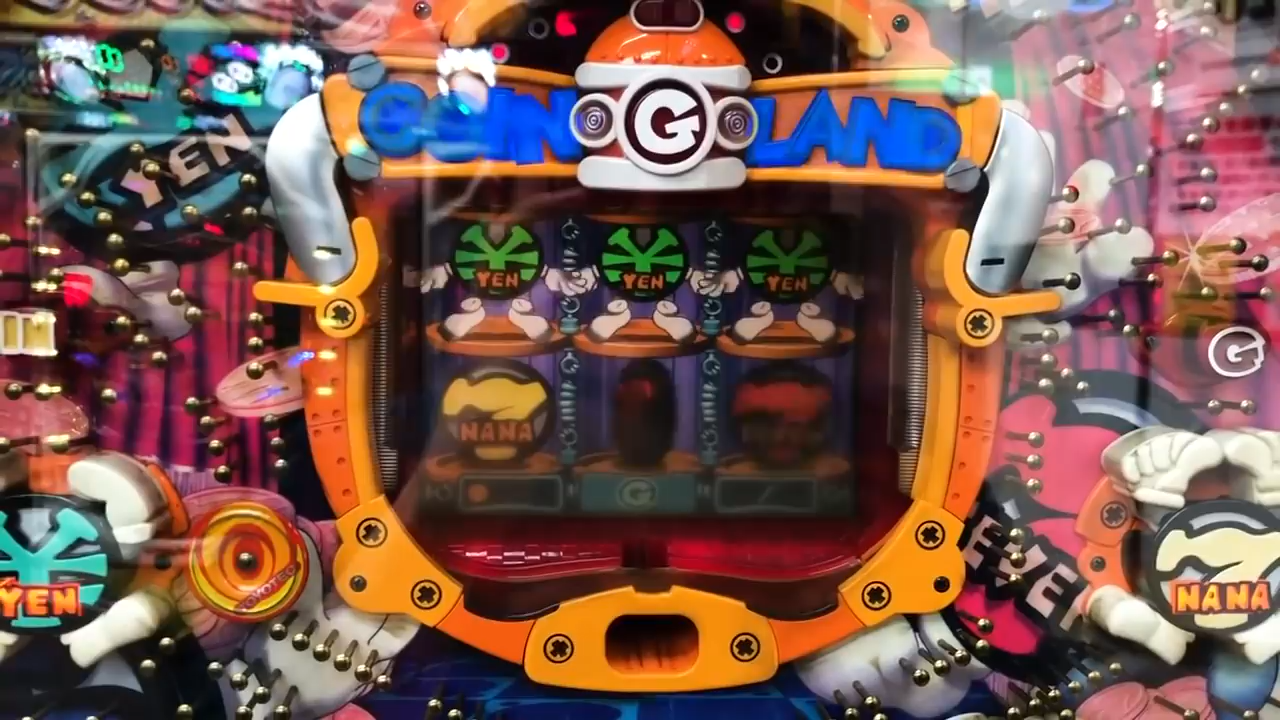 COIN G LAND
YEN
YEN YEN YEN
NANA
G
G
YEN
NANA